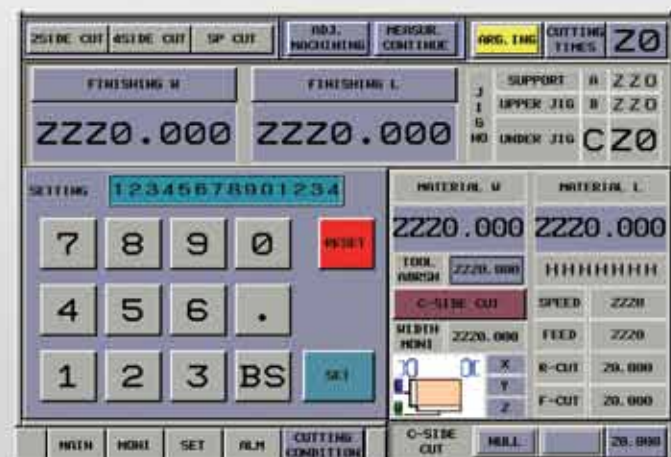 2SIDE CUT 4SIDE CUT SP CUT ADJ. MACHINING MEASUR. CONTINUE ARG.ING CUTTING TIMES Z0
FINISHING W FINISHING L
ZZZ0.000 ZZZ0.000
JIG NO
SUPPORT A ZZ0
UPPER JIG B ZZ0
UNDER JIG CZ0
SETTING 12345678901234
7 8 9 0 RESET
4 5 6 .
1 2 3 BS SET
MATERIAL W MATERIAL L
ZZZ0.000 ZZZ0.000
TOOL ABRSH ZZZ0.000 HHHHHHHH
C-SIDE CUT SPEED ZZZ0
WIDTH MONI ZZZ0.000 FEED ZZZ0
X R-CUT Z0.000
Y
Z F-CUT Z0.000
MAIN MONI SET ALM CUTTING CONDITION
C-SIDE CUT NULL Z0.000